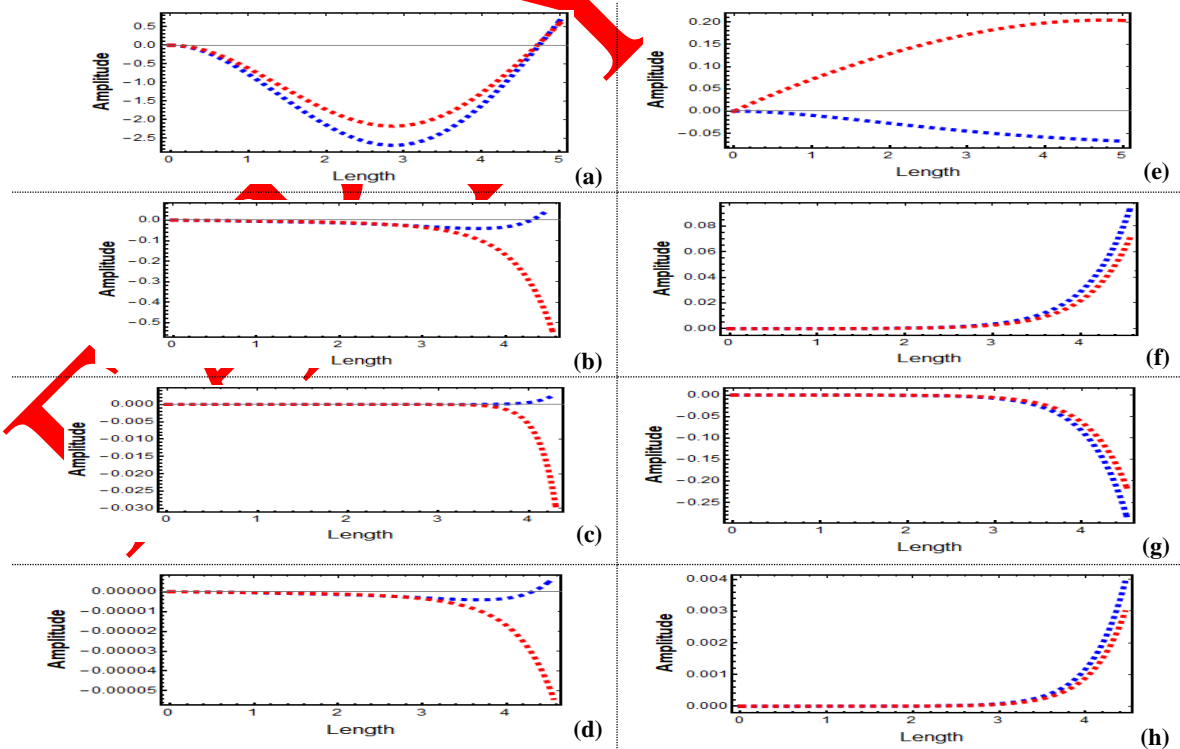 0.5
0.0
−0.5
−1.0
−1.5
−2.0
−2.5
Amplitude
0 1 2 3 4 5
Length
(a)
0.20
0.15
0.10
0.05
0.00
−0.05
Amplitude
0 1 2 3 4 5
Length
(e)
0.0
−0.1
−0.2
−0.3
−0.4
−0.5
Amplitude
0 1 2 3 4
Length
(b)
0.08
0.06
0.04
0.02
0.00
Amplitude
0 1 2 3 4
Length
(f)
0.000
−0.005
−0.010
−0.015
−0.020
−0.025
−0.030
Amplitude
0 1 2 3 4
Length
(c)
0.00
−0.05
−0.10
−0.15
−0.20
−0.25
Amplitude
0 1 2 3 4
Length
(g)
0.00000
−0.00001
−0.00002
−0.00003
−0.00004
−0.00005
Amplitude
0 1 2 3 4
Length
(d)
0.004
0.003
0.002
0.001
0.000
Amplitude
0 1 2 3 4
Length
(h)